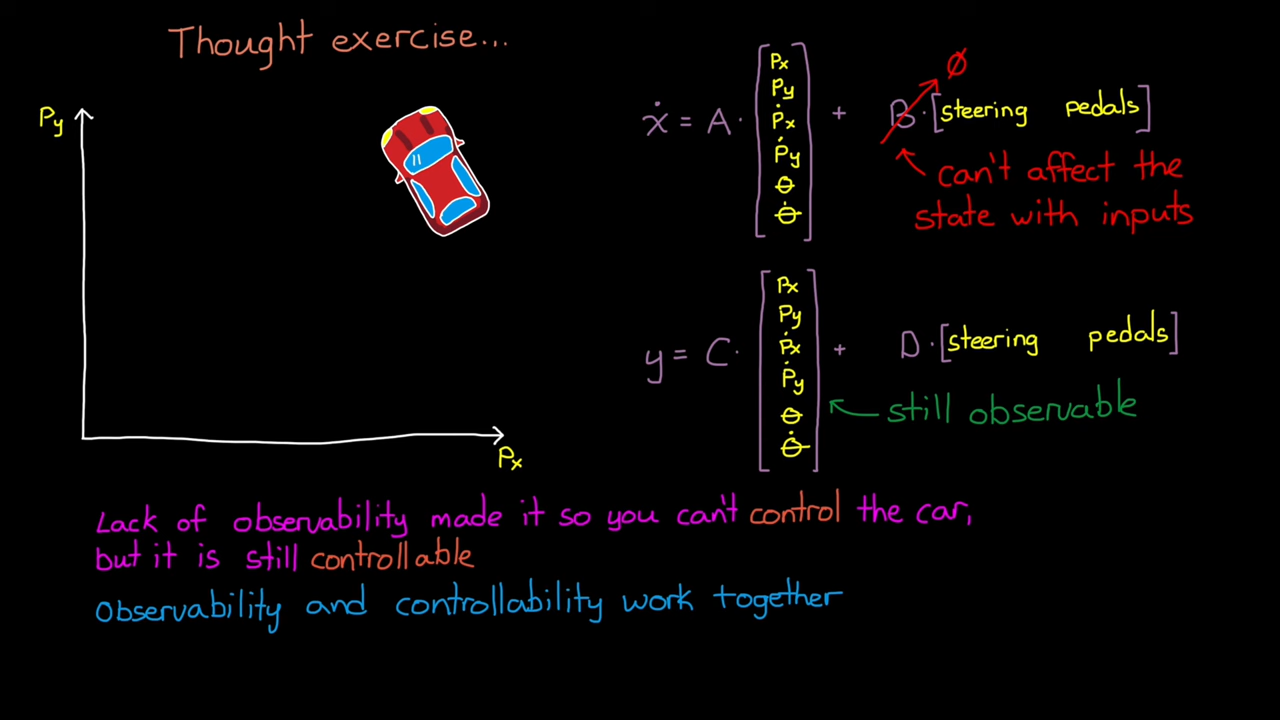 Thought exercise...
Py
Px
ẋ = A · [Px Py Ṗx Ṗy θ θ̇] + B · [steering pedals]
∅
can't affect the
state with inputs
y = C · [Px Py Ṗx Ṗy θ θ̇] + D · [steering pedals]
still observable
Lack of observability made it so you can't control the car,
but it is still controllable
Observability and controllability work together